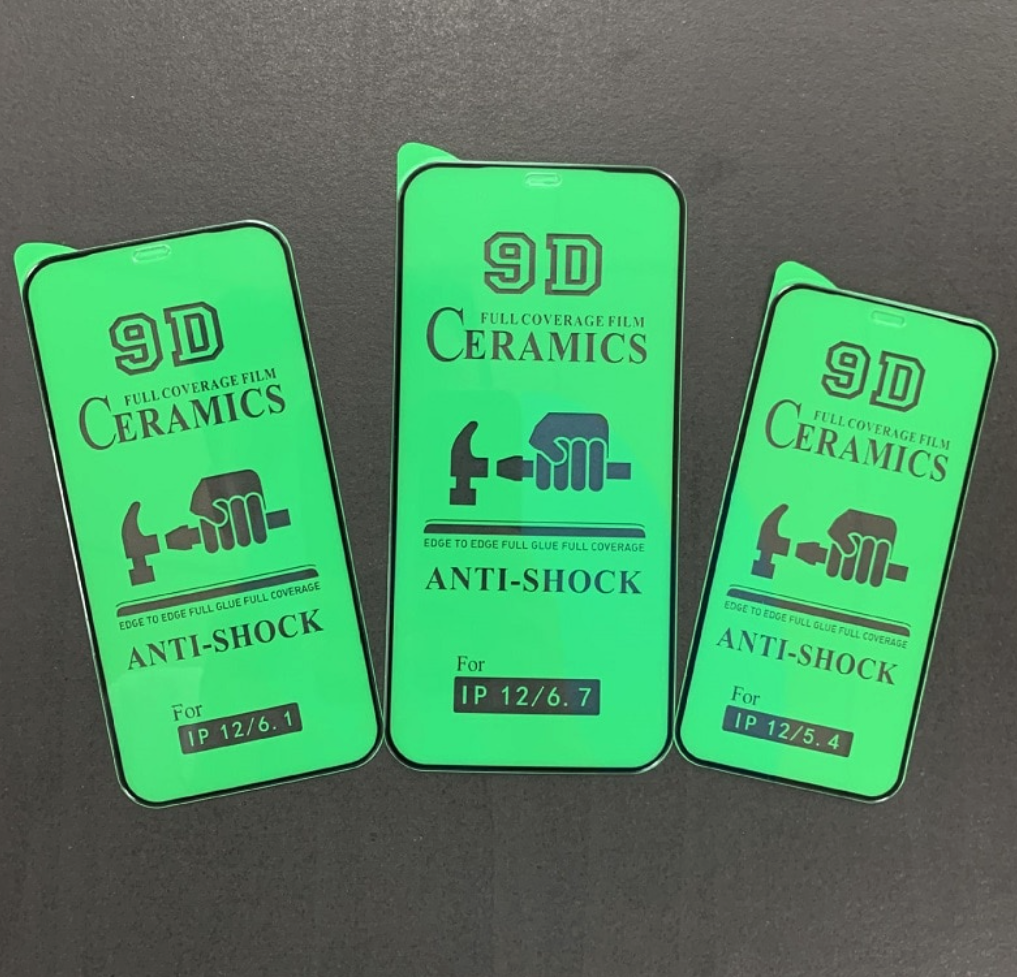 9D
FULL COVERAGE FILM
CERAMICS
EDGE TO EDGE FULL GLUE FULL COVERAGE
ANTI-SHOCK
For
IP 12/6.1
9D
FULL COVERAGE FILM
CERAMICS
EDGE TO EDGE FULL GLUE FULL COVERAGE
ANTI-SHOCK
For
IP 12/6.7
9D
FULL COVERAGE FILM
CERAMICS
EDGE TO EDGE FULL GLUE FULL COVERAGE
ANTI-SHOCK
For
IP 12/5.4